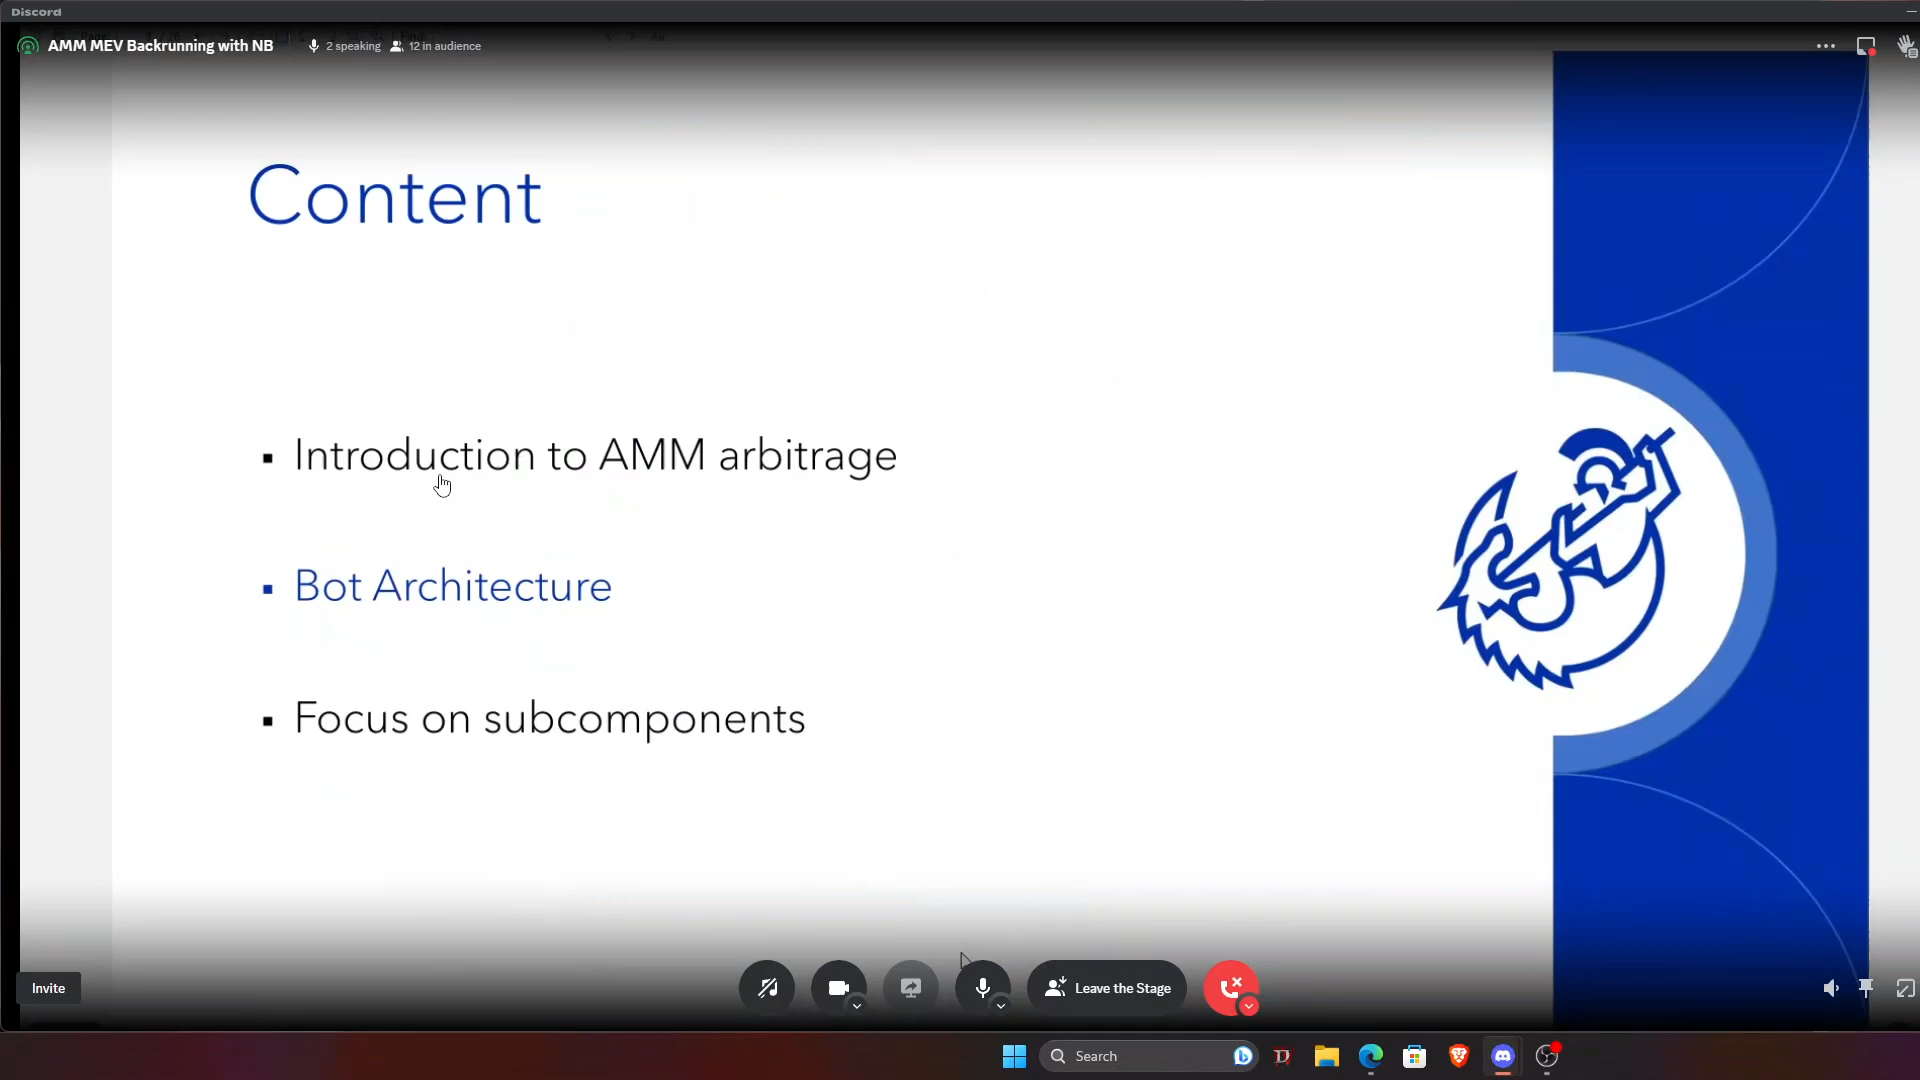 Discord
AMM MEV Backrunning with NB 2 speaking 12 in audience
Content
▪ Introduction to AMM arbitrage
▪ Bot Architecture
▪ Focus on subcomponents
Invite
Leave the Stage
Search